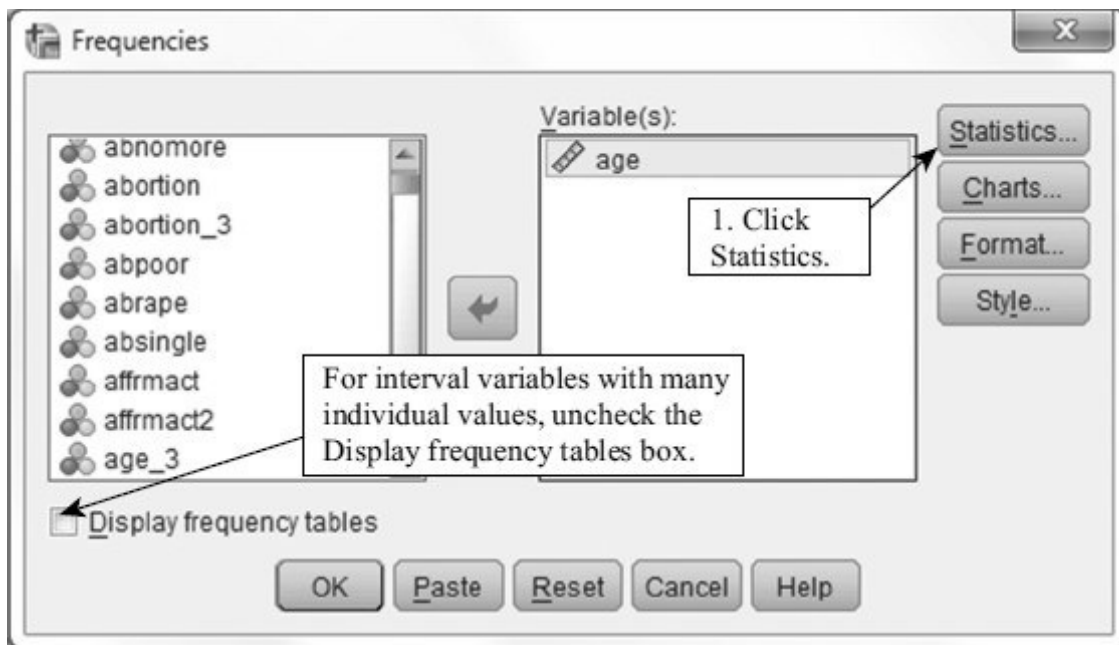 Frequencies
Variable(s):
abnomore
abortion
abortion_3
abpoor
abrape
absingle
affrmact
affrmact2
age_3
age
Statistics...
Charts...
Format...
Style...
1. Click
Statistics.
For interval variables with many
individual values, uncheck the
Display frequency tables box.
Display frequency tables
OK
Paste
Reset
Cancel
Help